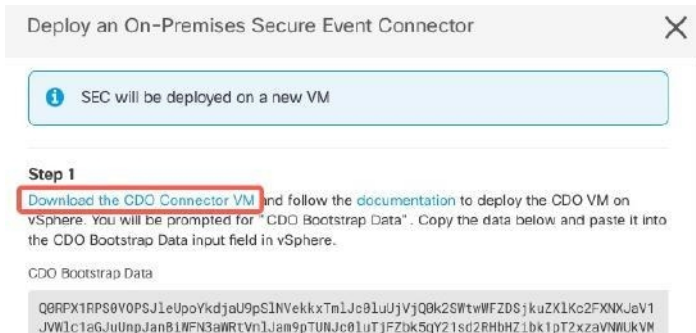 Deploy an On-Premises Secure Event Connector
SEC will be deployed on a new VM
Step 1
Download the CDO Connector VM and follow the documentation to deploy the CDO VM on
vSphere. You will be prompted for "CDO Bootstrap Data". Copy the data below and paste it into
the CDO Bootstrap Data input field in vSphere.
CDO Bootstrap Data